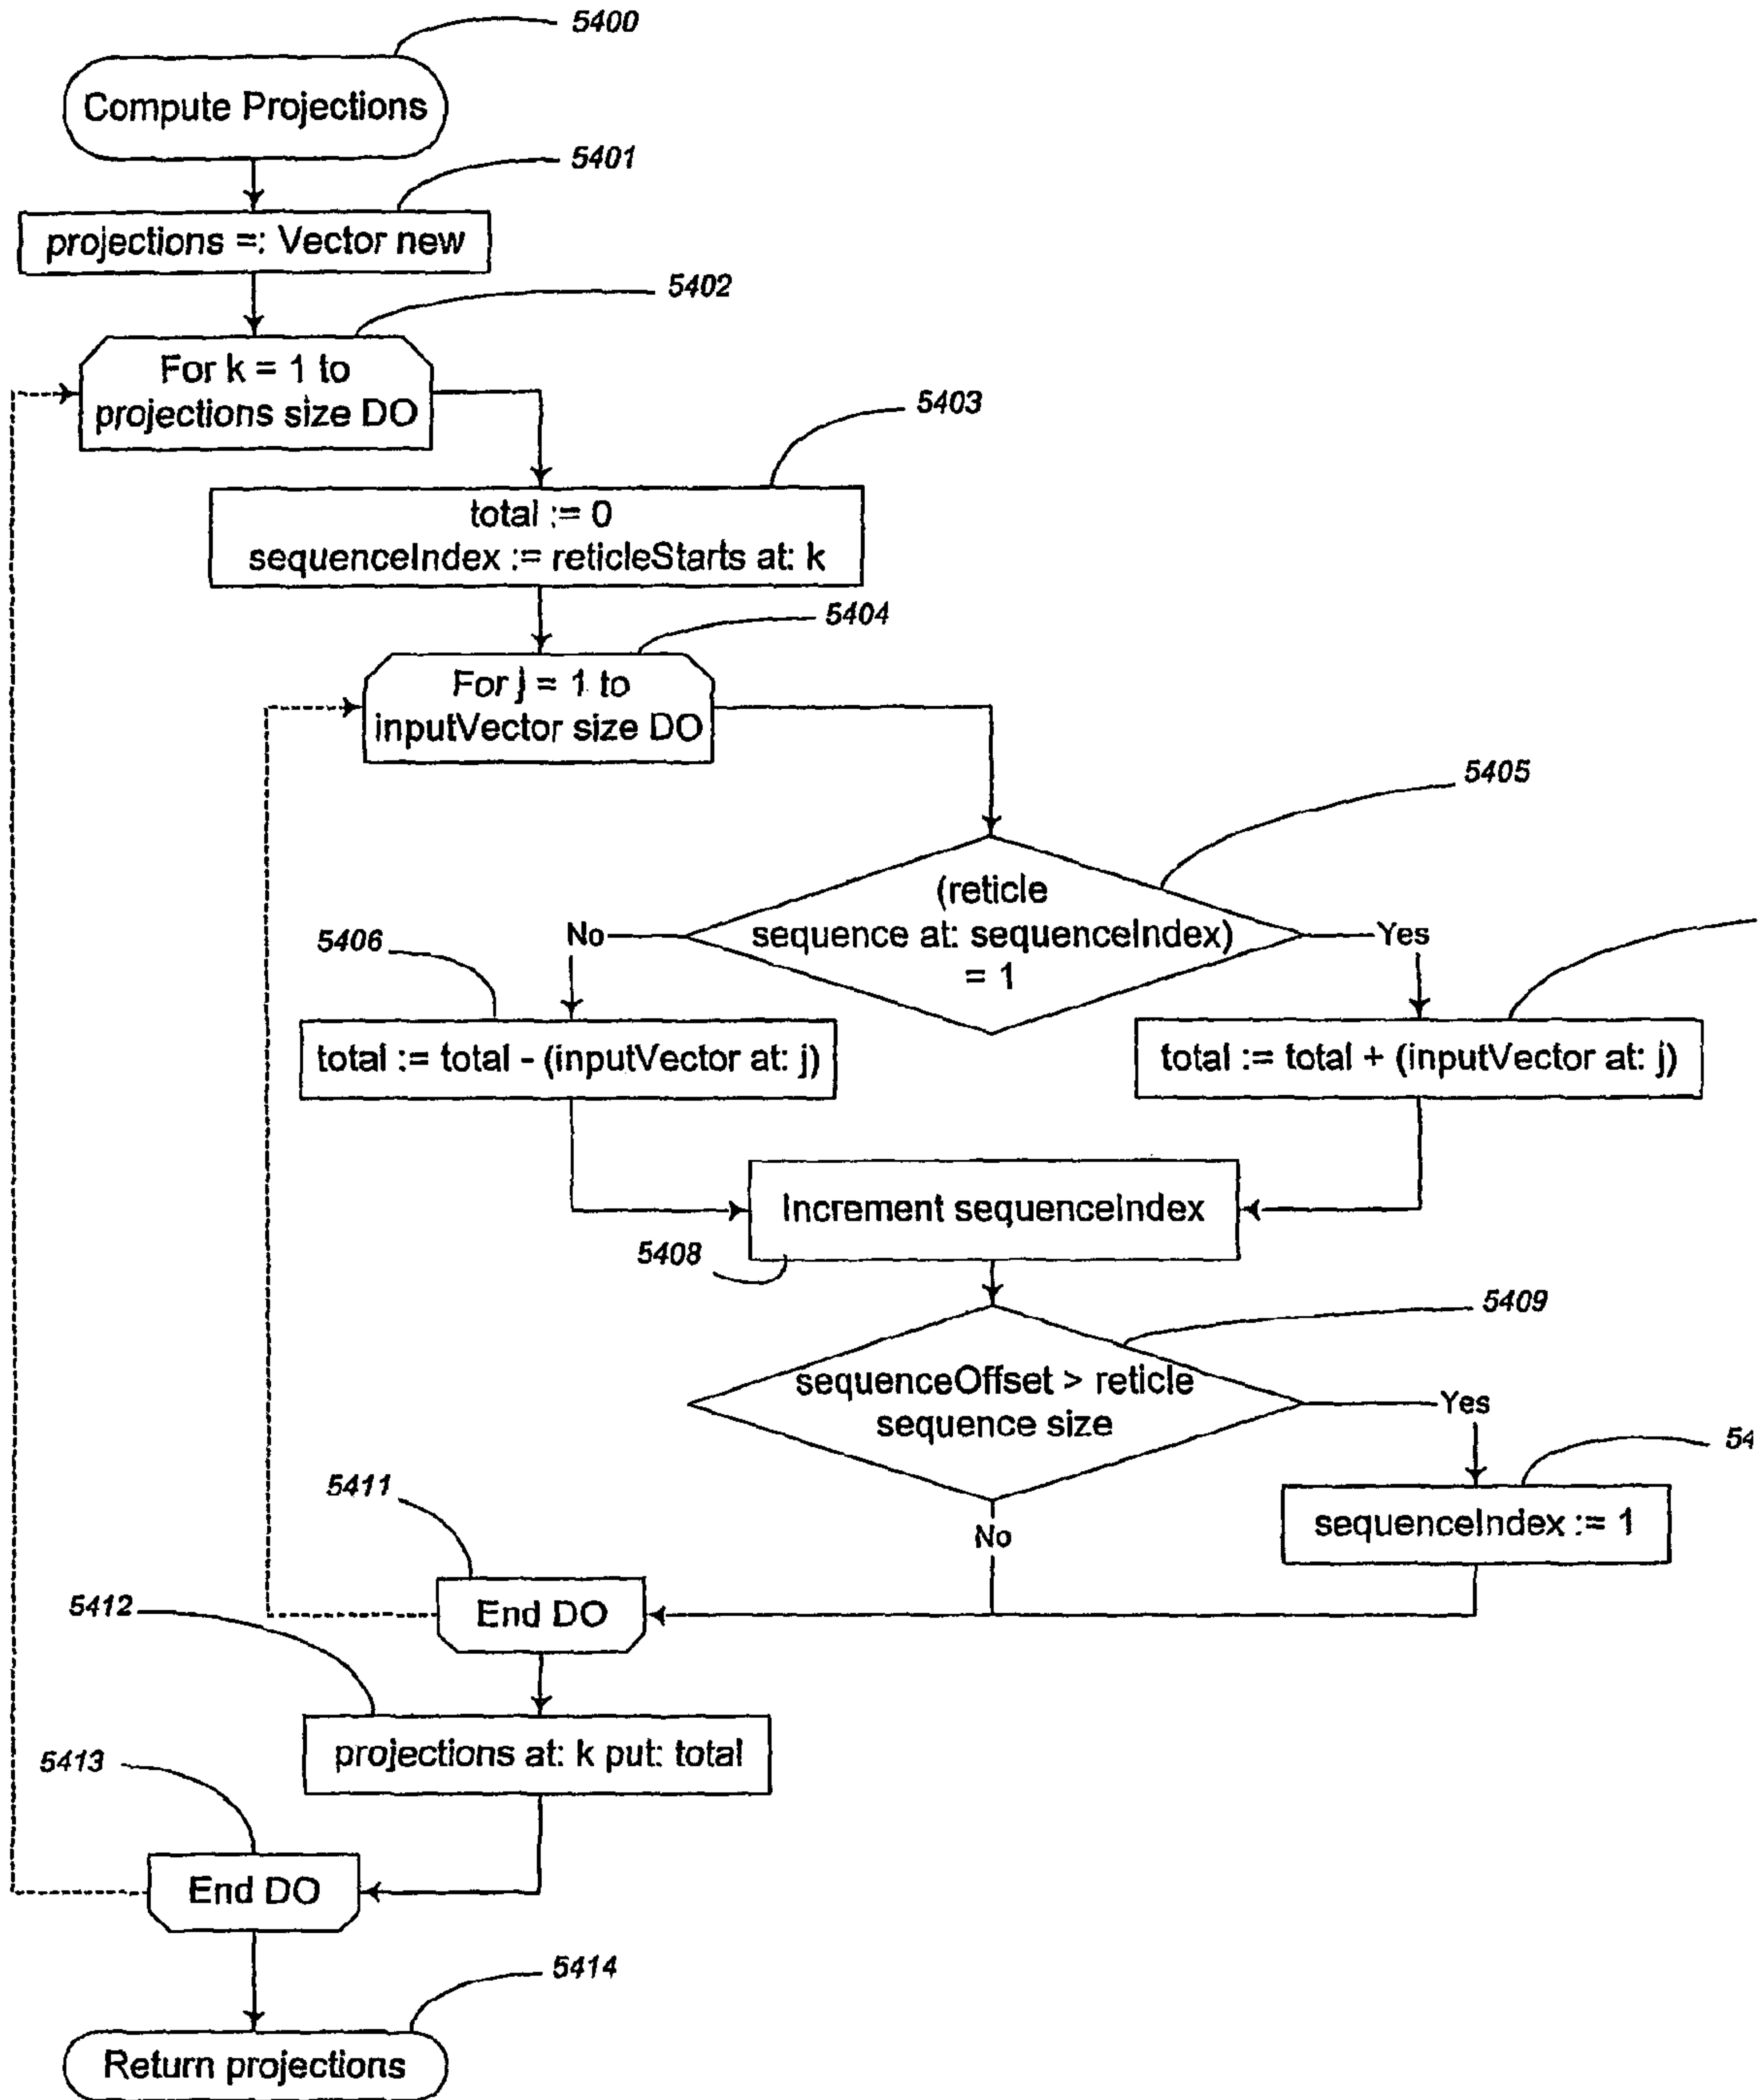 5400
Compute Projections
5401
projections =: Vector new
5402
For k = 1 to
projections size DO
5403
total := 0
sequenceIndex := reticleStarts at: k
5404
For j = 1 to
inputVector size DO
5405
(reticle
sequence at: sequenceIndex)
= 1
No
Yes
5406
total := total - (inputVector at: j)
total := total + (inputVector at: j)
Increment sequenceIndex
5408
5409
sequenceOffset > reticle
sequence size
Yes
54
No
sequenceIndex := 1
5411
End DO
5412
projections at: k put: total
5413
End DO
5414
Return projections